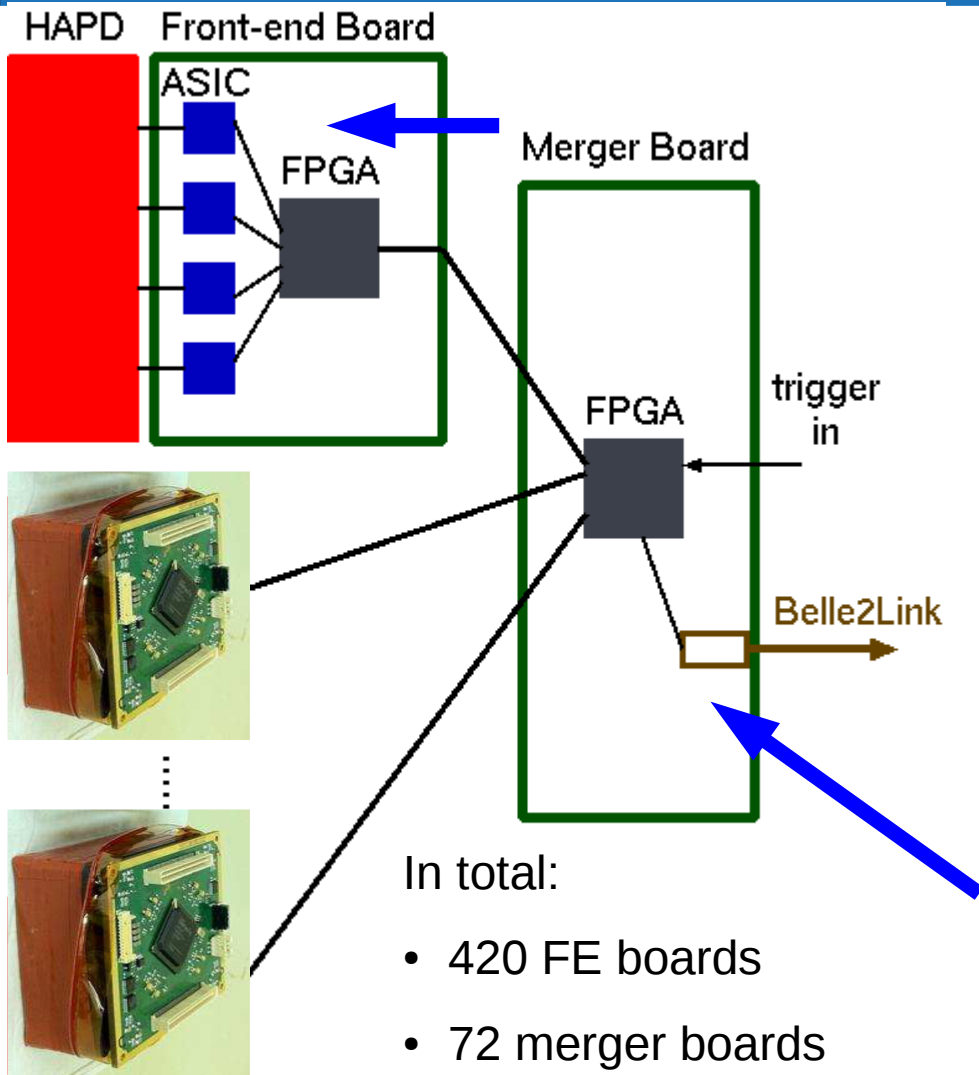 HAPD
Front-end Board
ASIC
FPGA
Merger Board
FPGA
trigger
in
Belle2Link
In total:
• 420 FE boards
• 72 merger boards